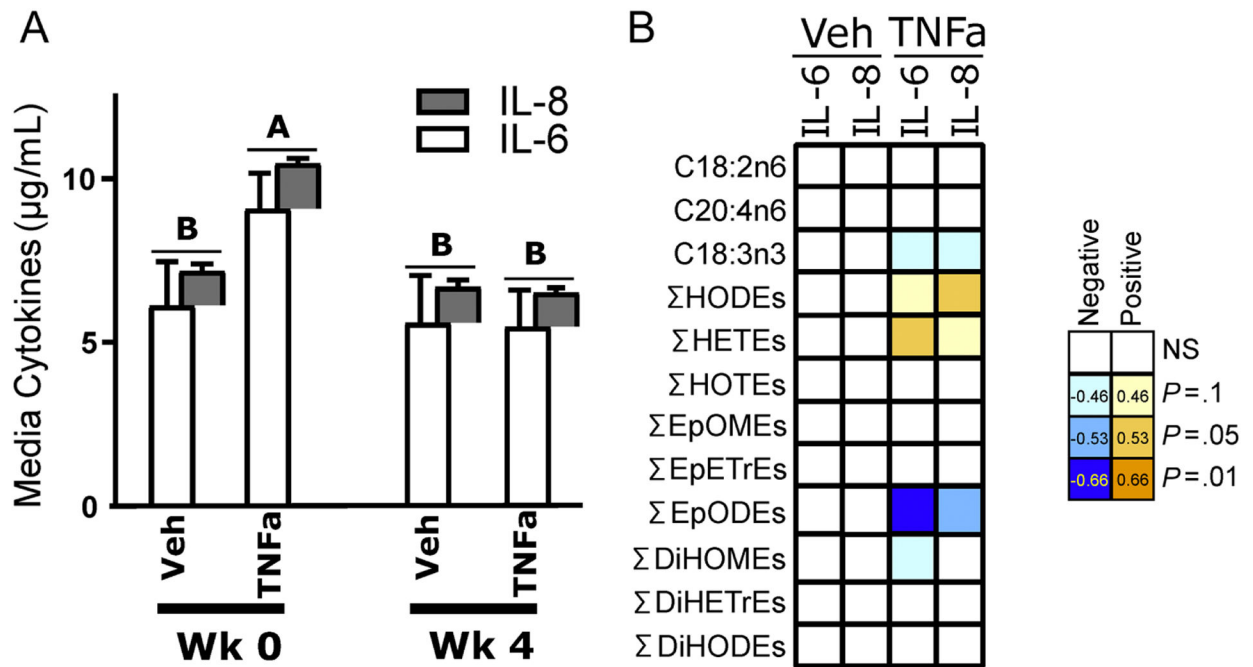 A
Media Cytokines (µg/mL)
10
5
0
IL-8
IL-6
B
A
B
B
Veh
TNFa
Veh
TNFa
Wk 0
Wk 4
B
Veh TNFa
IL-6
IL-8
IL-6
IL-8
C18:2n6
C20:4n6
C18:3n3
ΣHODEs
ΣHETEs
ΣHOTEs
ΣEpOMEs
ΣEpETrEs
ΣEpODEs
ΣDiHOMEs
ΣDiHETrEs
ΣDiHODEs
Negative
Positive
NS
-0.46 0.46 P=.1
-0.53 0.53 P=.05
-0.66 0.66 P=.01